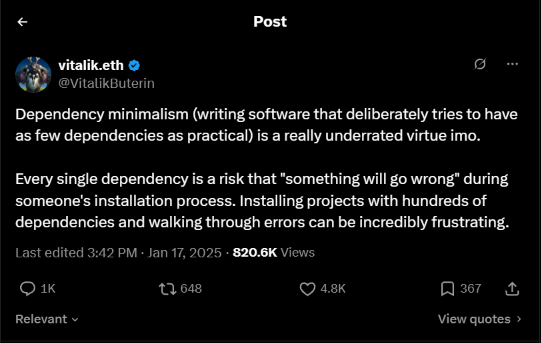 Post
vitalik.eth
@VitalikButerin
Dependency minimalism (writing software that deliberately tries to have
as few dependencies as practical) is a really underrated virtue imo.
Every single dependency is a risk that "something will go wrong" during
someone's installation process. Installing projects with hundreds of
dependencies and walking through errors can be incredibly frustrating.
Last edited 3:42 PM · Jan 17, 2025 · 820.6K Views
1K 648 4.8K 367
Relevant View quotes